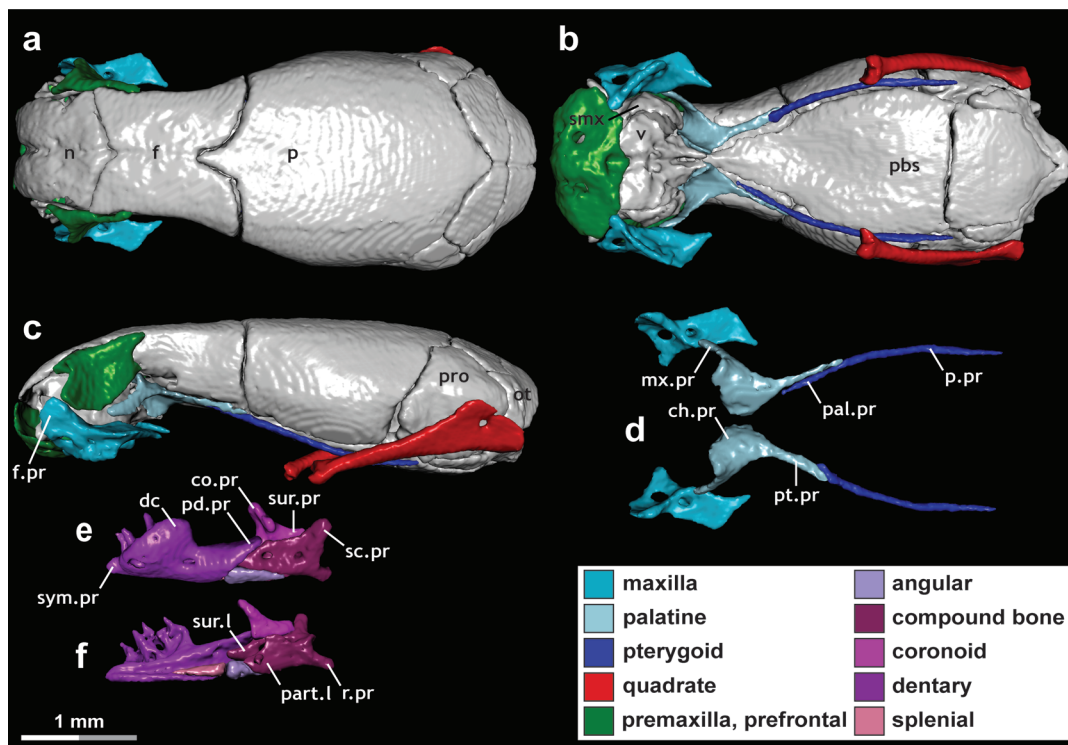 a
n
f
p
b
smx
v
pbs
c
pro
ot
f.pr
mx.pr
p.pr
pal.pr
ch.pr
d
pt.pr
co.pr
dc
pd.pr
sur.pr
e
sc.pr
sym.pr
sur.l
f
part.l
r.pr
1 mm
maxilla
palatine
pterygoid
quadrate
premaxilla, prefrontal
angular
compound bone
coronoid
dentary
splenial